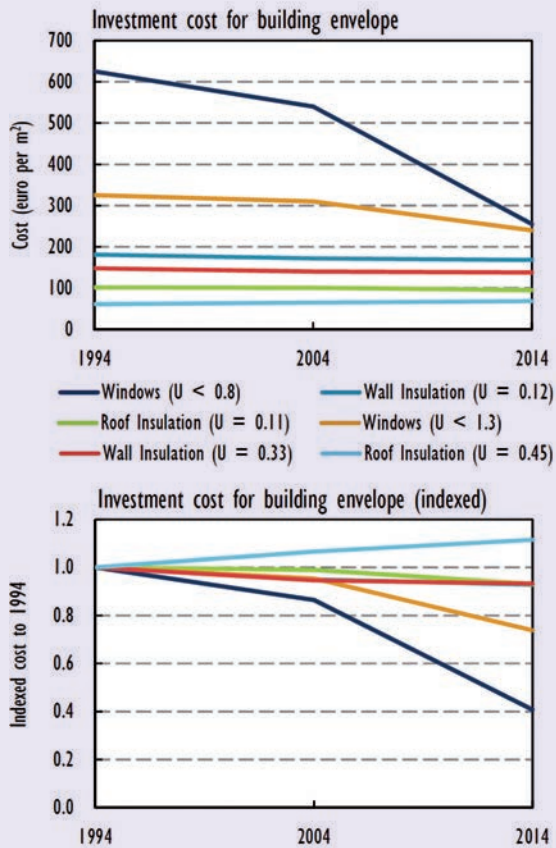 Investment cost for building envelope
700
600
500
400
300
200
100
0
Cost (euro per m²)
1994 2004 2014
Windows (U < 0.8) Wall Insulation (U = 0.12)
Roof Insulation (U = 0.11) Windows (U < 1.3)
Wall Insulation (U = 0.33) Roof Insulation (U = 0.45)
Investment cost for building envelope (indexed)
1.2
1.0
0.8
0.6
0.4
0.2
0.0
Indexed cost to 1994
1994 2004 2014